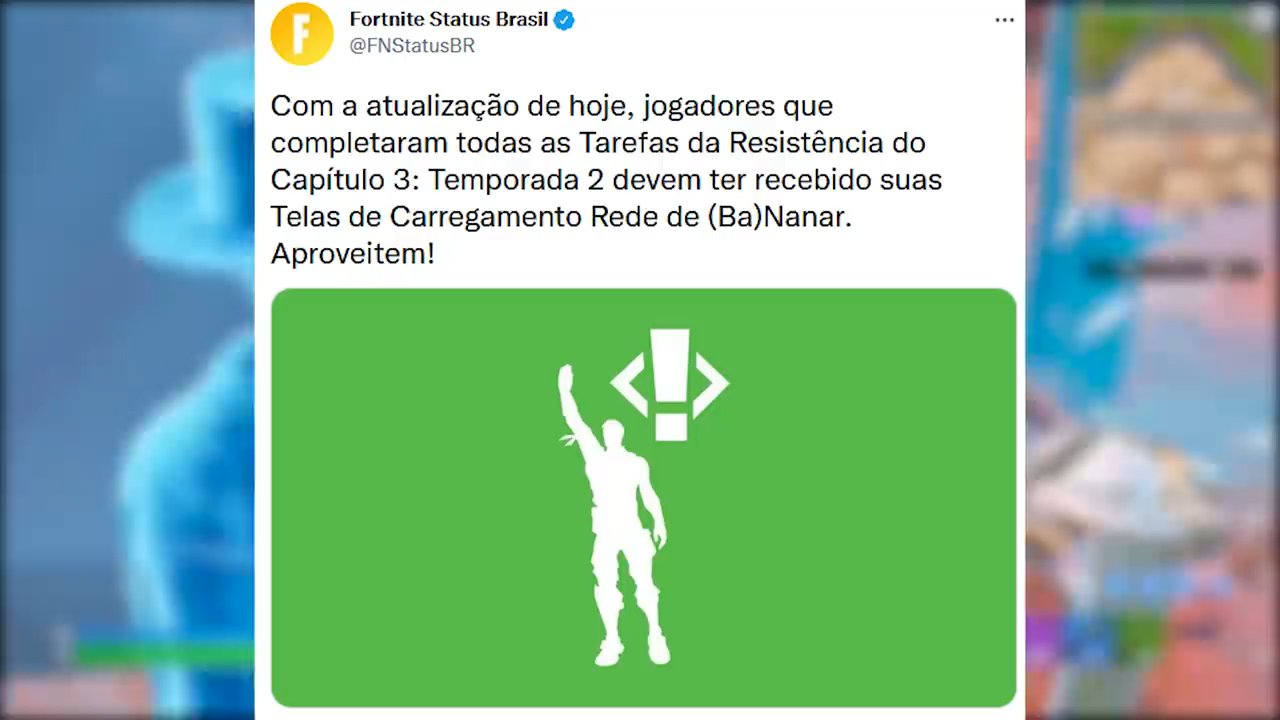 Fortnite Status Brasil
@FNStatusBR
Com a atualização de hoje, jogadores que
completaram todas as Tarefas da Resistência do
Capítulo 3: Temporada 2 devem ter recebido suas
Telas de Carregamento Rede de (Ba)Nanar.
Aproveitem!